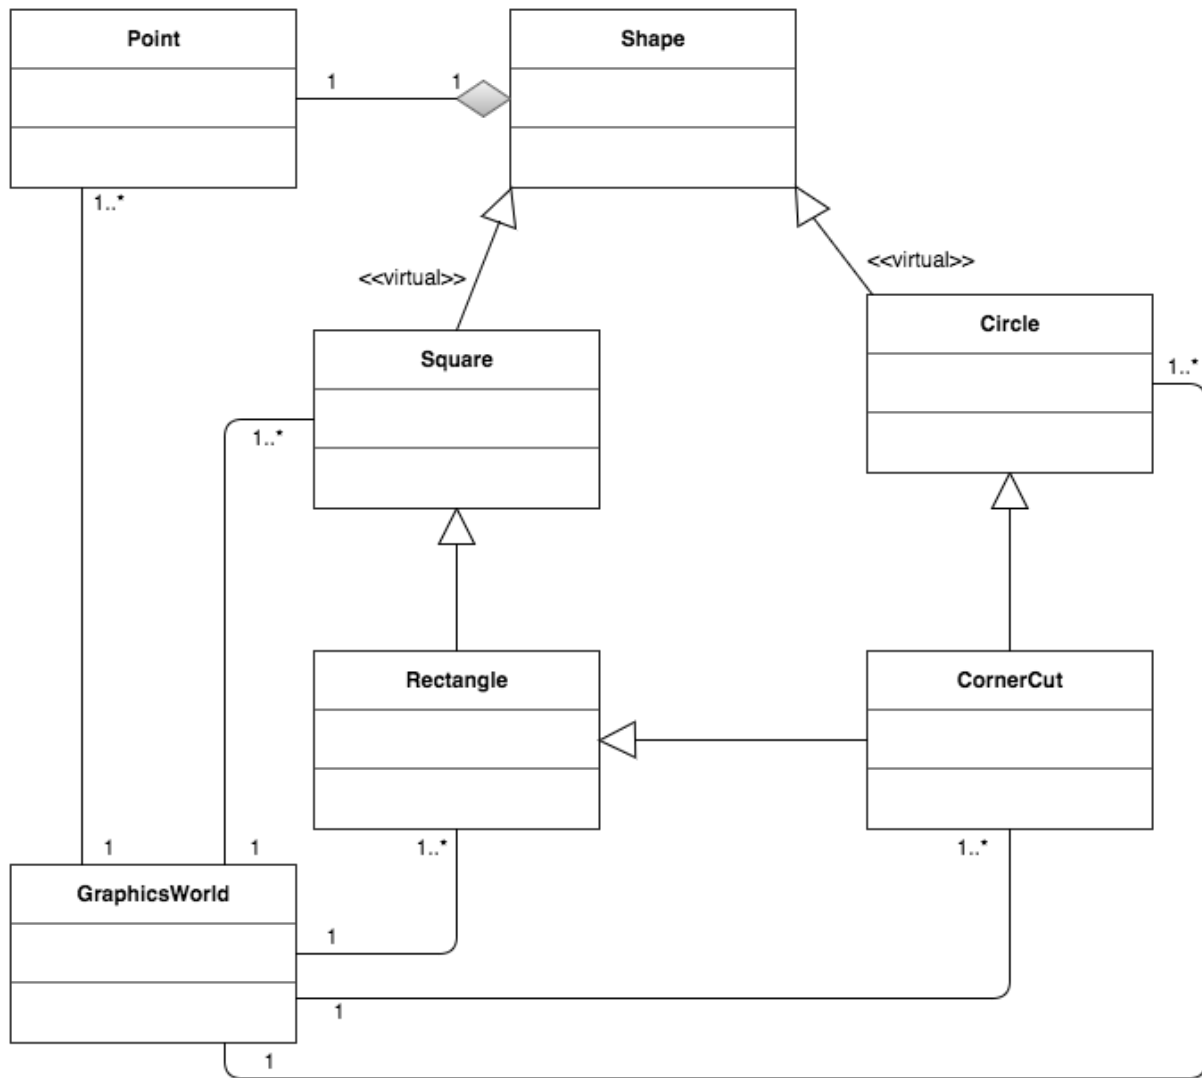 Point
Shape
1
1
1..*
<<virtual>>
<<virtual>>
Circle
Square
1..*
1..*
Rectangle
CornerCut
1..*
1..*
1
1
GraphicsWorld
1
1
1